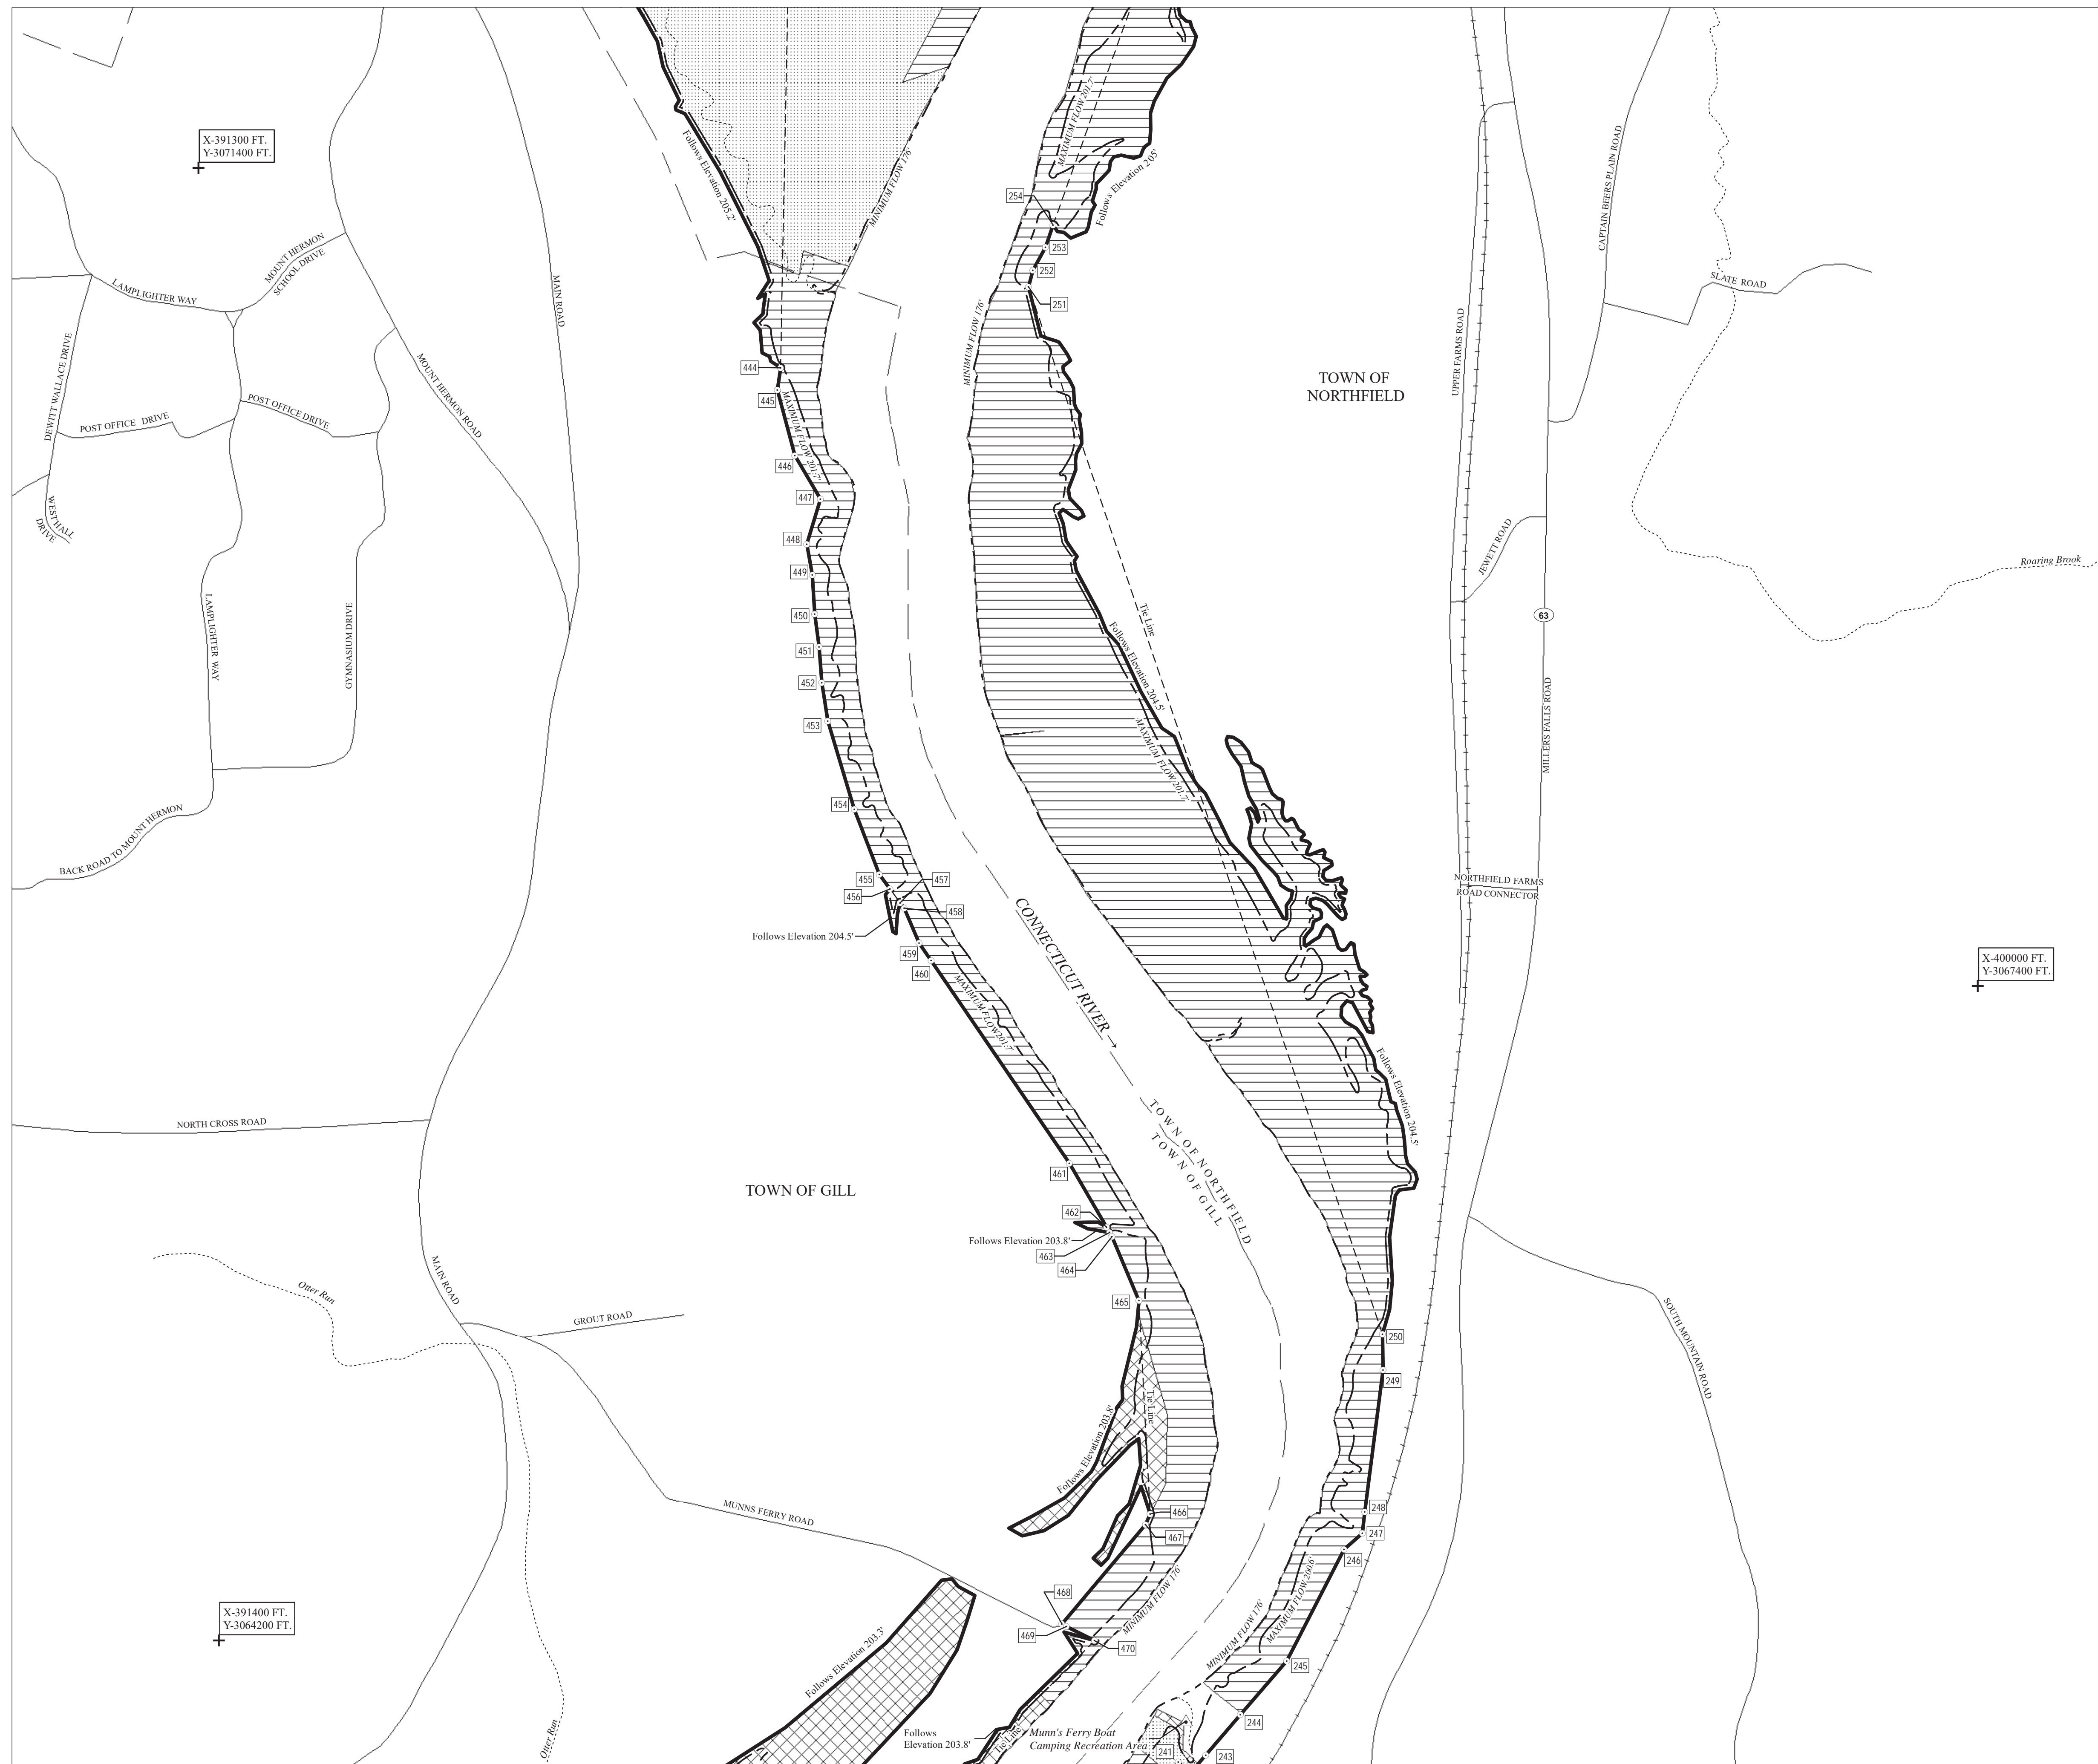 X-391300 FT.
Y-3071400 FT.
Follows Elevation 205.2'
MINIMUM FLOW 176'
MAXIMUM FLOW 201.7'
Follows Elevation 205'
CAPTAIN BEERS PLAIN ROAD
254
253
252
251
MOUNT HERMON
SCHOOL DRIVE
LAMPLIGHTER WAY
MAIN ROAD
SLATE ROAD
DEWITT WALLACE DRIVE
MOUNT HERMON ROAD
MINIMUM FLOW 176'
UPPER FARMS ROAD
TOWN OF
NORTHFIELD
444
445
POST OFFICE DRIVE
POST OFFICE DRIVE
MAXIMUM FLOW 201.7'
446
447
WEST HALL
DRIVE
448
449
JEWETT ROAD
Roaring Brook
LAMPLIGHTER WAY
GYMNASIUM DRIVE
450
451
452
453
Tie Line
63
Follows Elevation 204.5'
MAXIMUM FLOW 201.7'
MILLERS FALLS ROAD
454
BACK ROAD TO MOUNT HERMON
455
457
456
458
Follows Elevation 204.5'
459
460
NORTHFIELD FARMS
ROAD CONNECTOR
CONNECTICUT RIVER
X-400000 FT.
Y-3067400 FT.
MAXIMUM FLOW 201.7'
Follows Elevation 204.5'
NORTH CROSS ROAD
TOWN OF NORTHFIELD
TOWN OF GILL
461
TOWN OF GILL
462
Follows Elevation 203.8'
463
464
465
MAIN ROAD
Otter Run
GROUT ROAD
SOUTH MOUNTAIN ROAD
250
249
Tie Line
Follows Elevation 203.8'
MUNNS FERRY ROAD
466
467
248
247
246
468
469
470
MINIMUM FLOW 176'
MINIMUM FLOW 176'
MAXIMUM FLOW 200.6'
X-391400 FT.
Y-3064200 FT.
Follows Elevation 203.3'
245
244
243
241
Otter Run
Follows
Elevation 203.8'
Tie Line
Munn's Ferry Boat
Camping Recreation Area